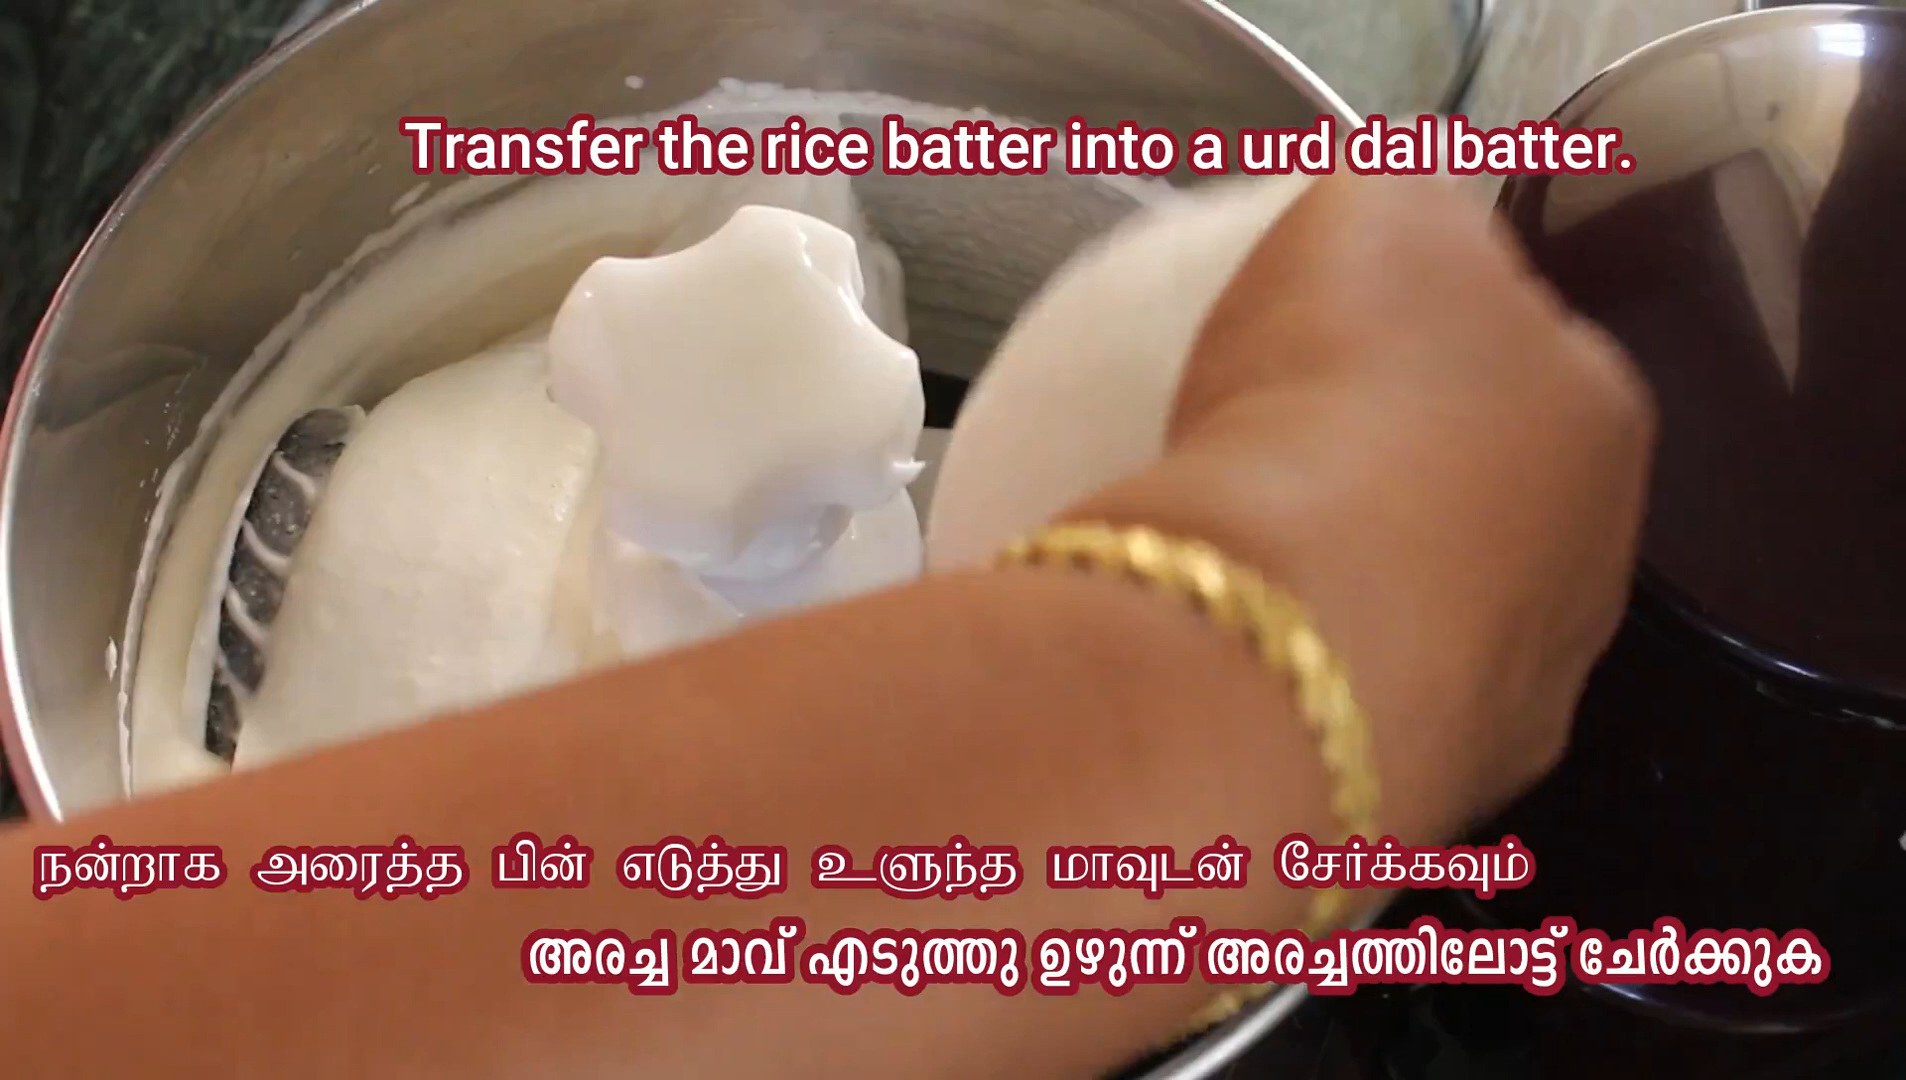 Transfer the rice batter into a urd dal batter.
நன்றாக அரைத்த பின் எடுத்து உளுந்த மாவுடன் சேர்க்கவும்
അരച്ച മാവ് എടുത്തു ഉഴുന്ന് അരച്ചത്തിലോട്ട് ചേർക്കുക